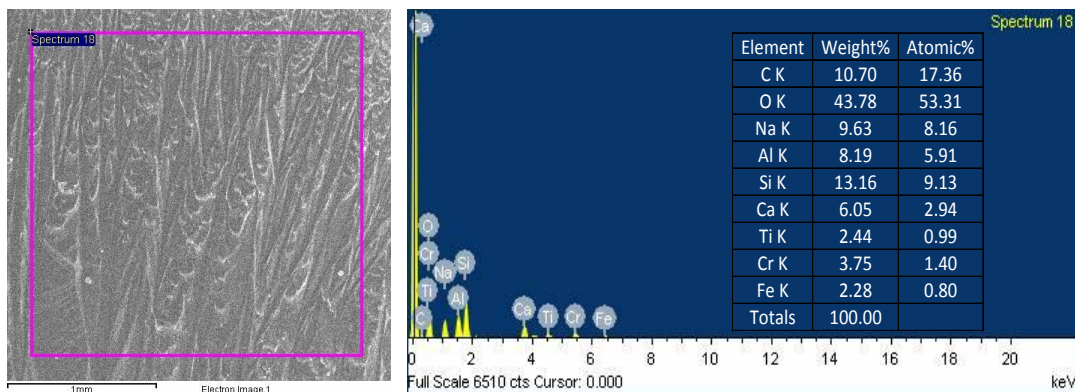 Spectrum 18
1mm
Electron Image 1
Spectrum 18
Element Weight% Atomic%
C K 10.70 17.36
O K 43.78 53.31
Na K 9.63 8.16
Al K 8.19 5.91
Si K 13.16 9.13
Ca K 6.05 2.94
Ti K 2.44 0.99
Cr K 3.75 1.40
Fe K 2.28 0.80
Totals 100.00
Ca
O
Cr
Ti
C
Na
Al
Si
Ca
Ti
Cr
Fe
0 2 4 6 8 10 12 14 16 18 20
Full Scale 6510 cts Cursor: 0.000
keV